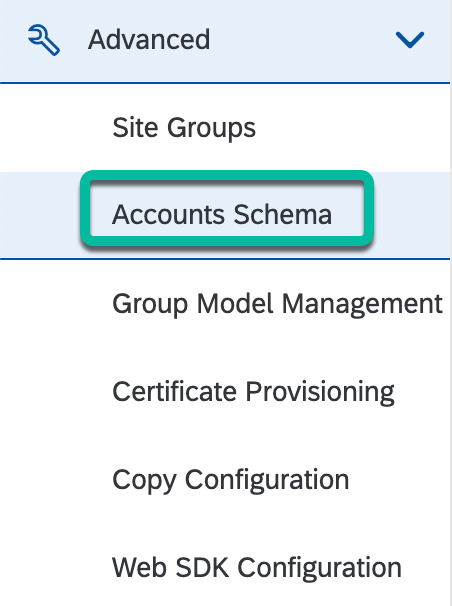 Advanced
Site Groups
Accounts Schema
Group Model Management
Certificate Provisioning
Copy Configuration
Web SDK Configuration